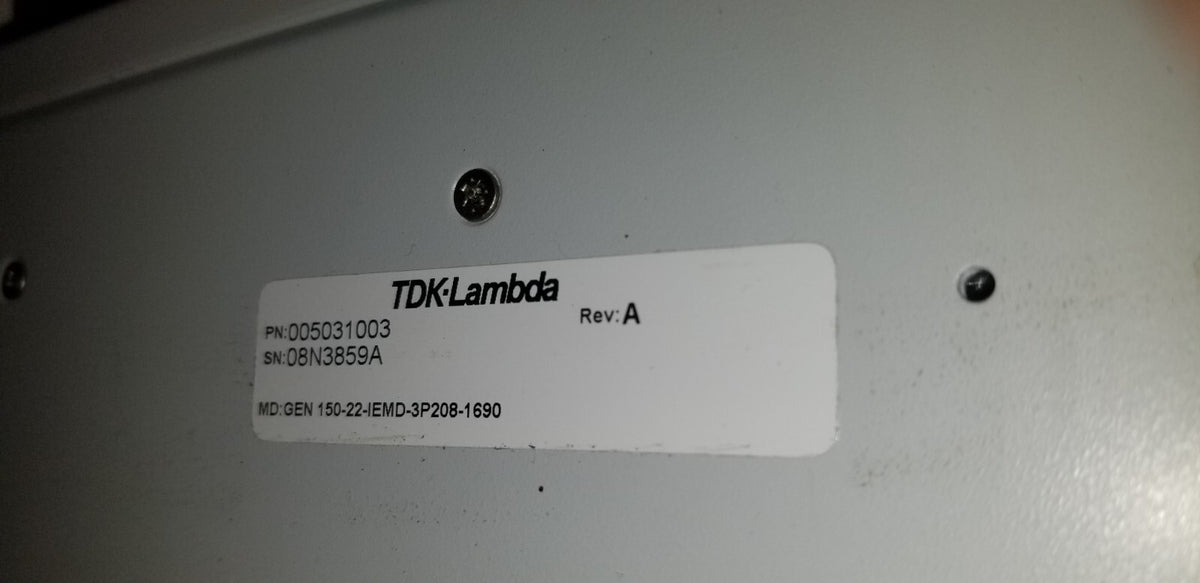 TDK·Lambda
PN:005031003 Rev:A
SN:08N3859A
MD:GEN 150-22-IEMD-3P208-1690